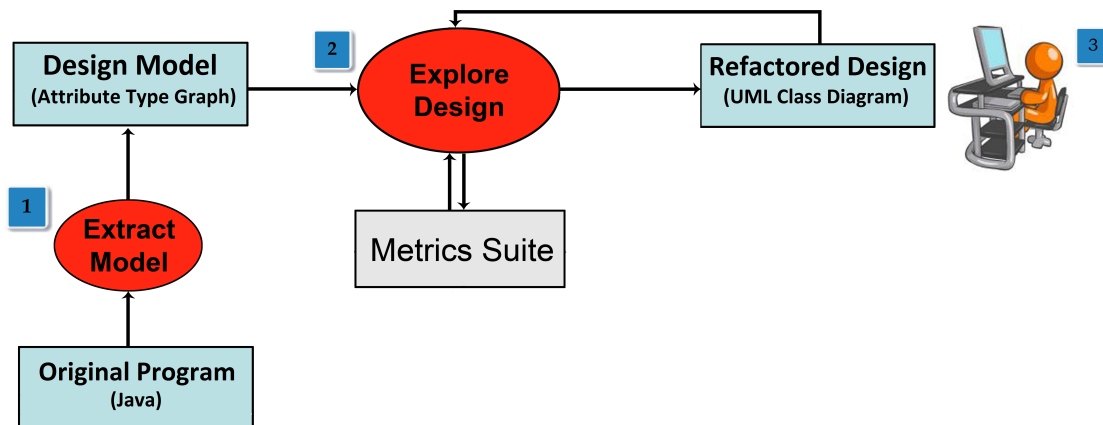 2
Design Model
(Attribute Type Graph)
Explore
Design
Refactored Design
(UML Class Diagram)
3
1
Extract
Model
Metrics Suite
Original Program
(Java)